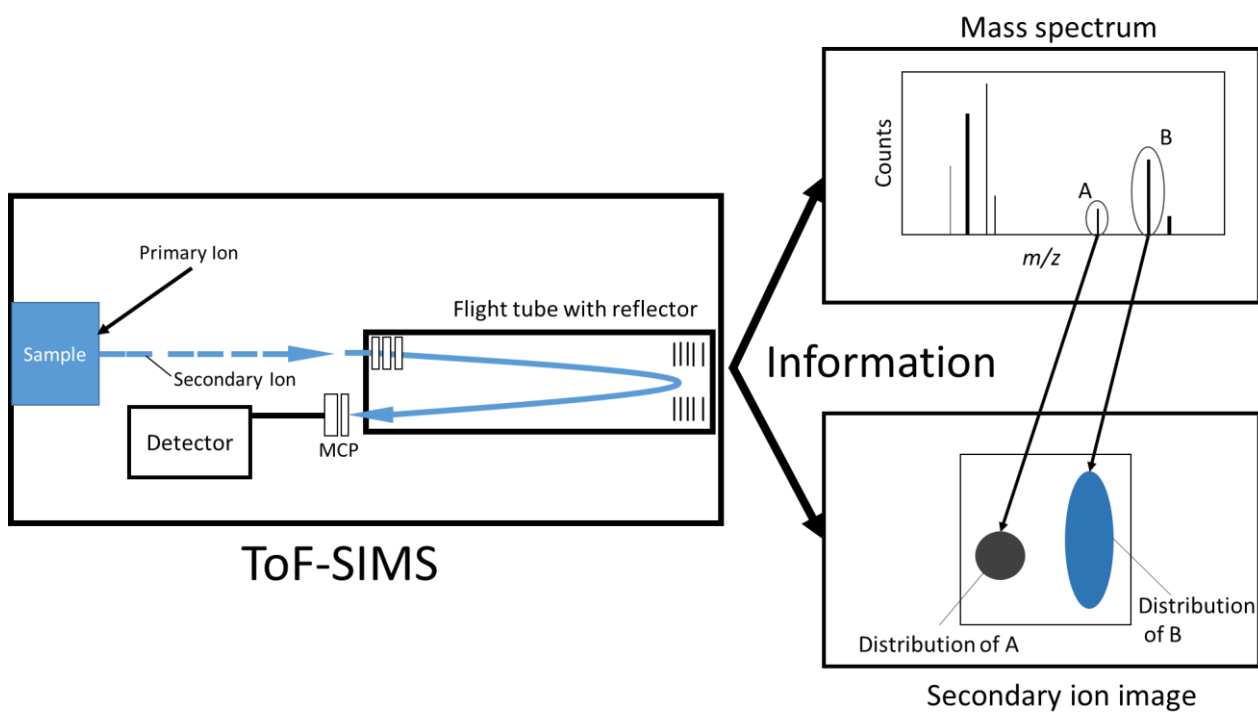 Mass spectrum
Counts
A
B
m/z
Primary Ion
Sample
Secondary Ion
Flight tube with reflector
Detector
MCP
ToF-SIMS
Information
Distribution of A
Distribution
of B
Secondary ion image